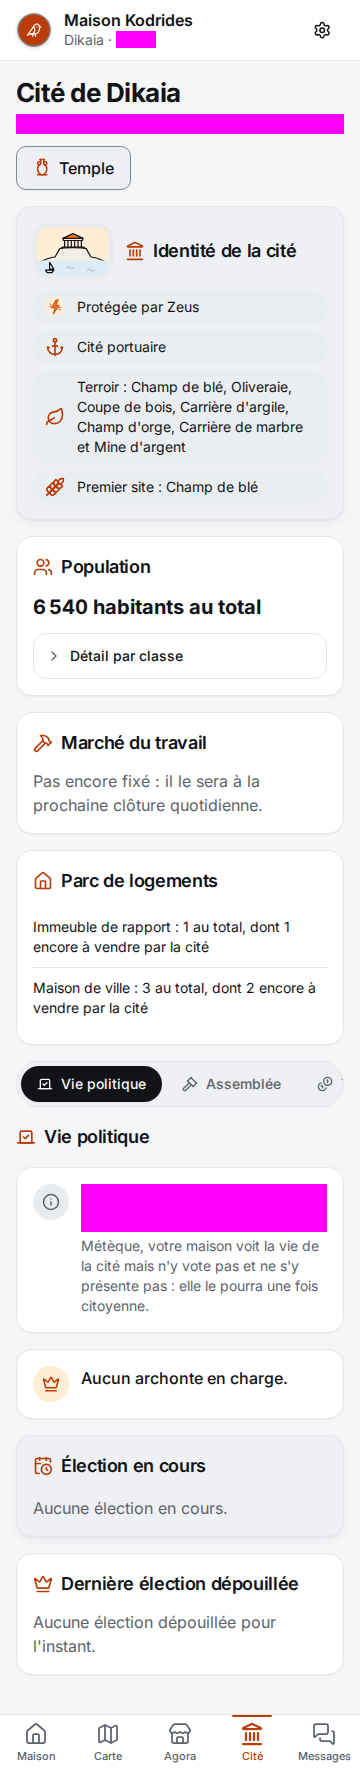 Maison Kodrides
Dikaia ·
Cité de Dikaia
Temple
Identité de la cité
Protégée par Zeus
Cité portuaire
Terroir : Champ de blé, Oliveraie,
Coupe de bois, Carrière d'argile,
Champ d'orge, Carrière de marbre
et Mine d'argent
Premier site : Champ de blé
Population
6 540 habitants au total
Détail par classe
Marché du travail
Pas encore fixé : il le sera à la
prochaine clôture quotidienne.
Parc de logements
Immeuble de rapport : 1 au total, dont 1
encore à vendre par la cité
Maison de ville : 3 au total, dont 2 encore à
vendre par la cité
Vie politique
Assemblée
Vie politique
Métèque, votre maison voit la vie de
la cité mais n'y vote pas et ne s'y
présente pas : elle le pourra une fois
citoyenne.
Aucun archonte en charge.
Élection en cours
Aucune élection en cours.
Dernière élection dépouillée
Aucune élection dépouillée pour
l'instant.
Maison
Carte
Agora
Cité
Messages